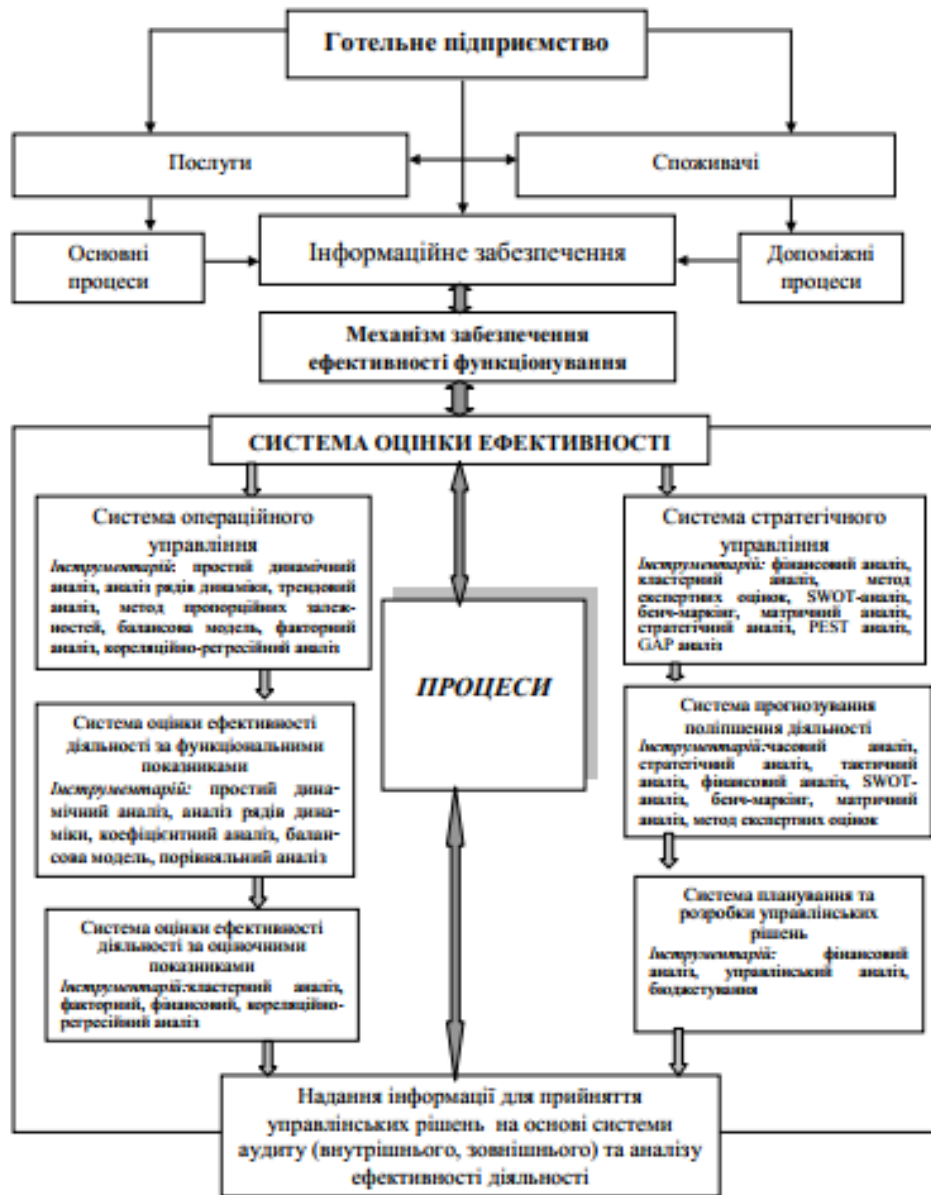 Готельне підприємство
Послуги
Споживачі
Основні
процеси
Інформаційне забезпечення
Допоміжні
процеси
Механізм забезпечення
ефективності функціонування
СИСТЕМА ОЦІНКИ ЕФЕКТИВНОСТІ
Система операційного
управління
Інструментарій: простий динамічний
аналіз, аналіз рядів динаміки, трендовий
аналіз, метод пропорційних залеж-
ностей, балансова модель, факторний
аналіз, кореляційно-регресійний аналіз
Система оцінки ефективності
діяльності за функціональними
показниками
Інструментарій: простий дина-
мічний аналіз, аналіз рядів дина-
міки, коефіцієнтний аналіз, балан-
сова модель, порівняльний аналіз
Система оцінки ефективності
діяльності за оціночними
показниками
Інструментарій:кластерний аналіз,
факторний, фінансовий, кореляційно-
регресійний аналіз
ПРОЦЕСИ
Система стратегічного
управління
Інструментарій: фінансовий аналіз,
кластерний аналіз, метод
експертних оцінок, SWOT-аналіз,
бенч-маркінг, матричний аналіз,
стратегічний аналіз, PEST аналіз,
GAP аналіз
Система прогнозування
поліпшення діяльності
Інструментарій:часовий аналіз,
стратегічний аналіз, тактичний
аналіз, фінансовий аналіз, SWOT-
аналіз, бенч-маркінг, матричний
аналіз, метод експертних оцінок
Система планування та
розробки управлінських
рішень
Інструментарій: фінансовий
аналіз, управлінський аналіз,
бюджетування
Надання інформації для прийняття
управлінських рішень на основі системи
аудиту (внутрішнього, зовнішнього) та аналізу
ефективності діяльності